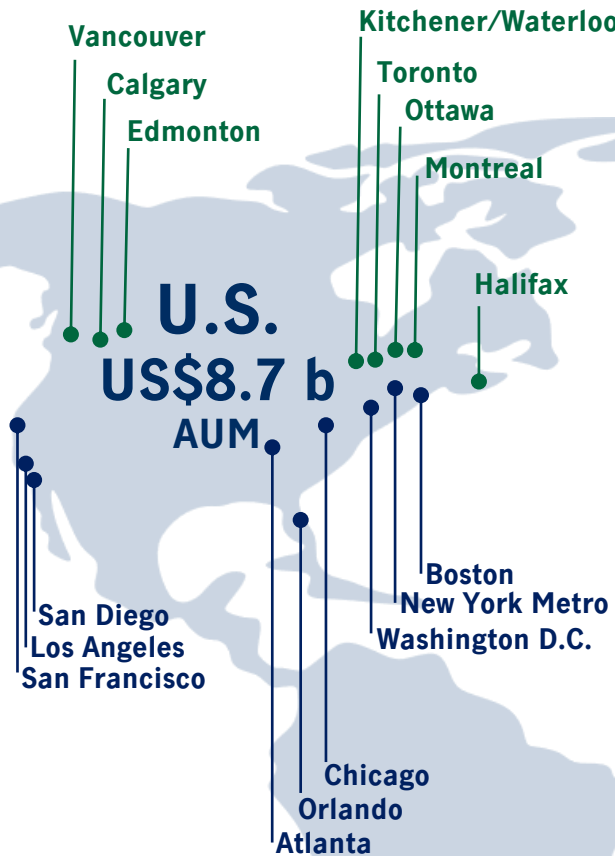 Kitchener/Waterloo
Vancouver
Toronto
Calgary
Ottawa
Edmonton
Montreal
Halifax
U.S.
US$8.7 b
AUM
Boston
New York Metro
San Diego
Washington D.C.
Los Angeles
San Francisco
Chicago
Orlando
Atlanta